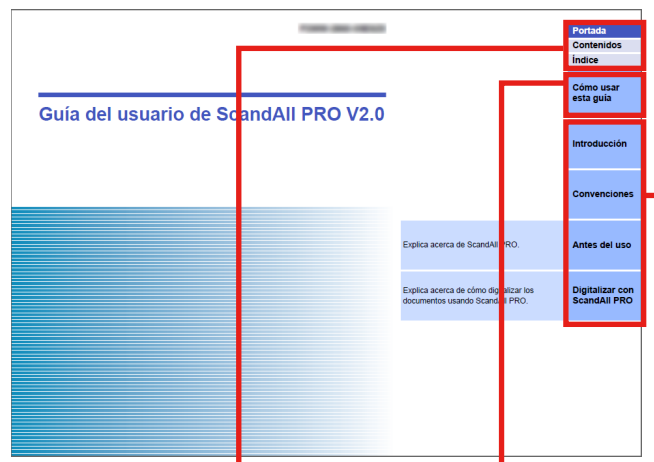 Portada
Contenidos
Índice
Cómo usar
esta guía
Guía del usuario de ScandAll PRO V2.0
Introducción
Convenciones
Explica acerca de ScandAll PRO.
Antes del uso
Explica acerca de cómo digitalizar los
documentos usando ScandAll PRO.
Digitalizar con
ScandAll PRO